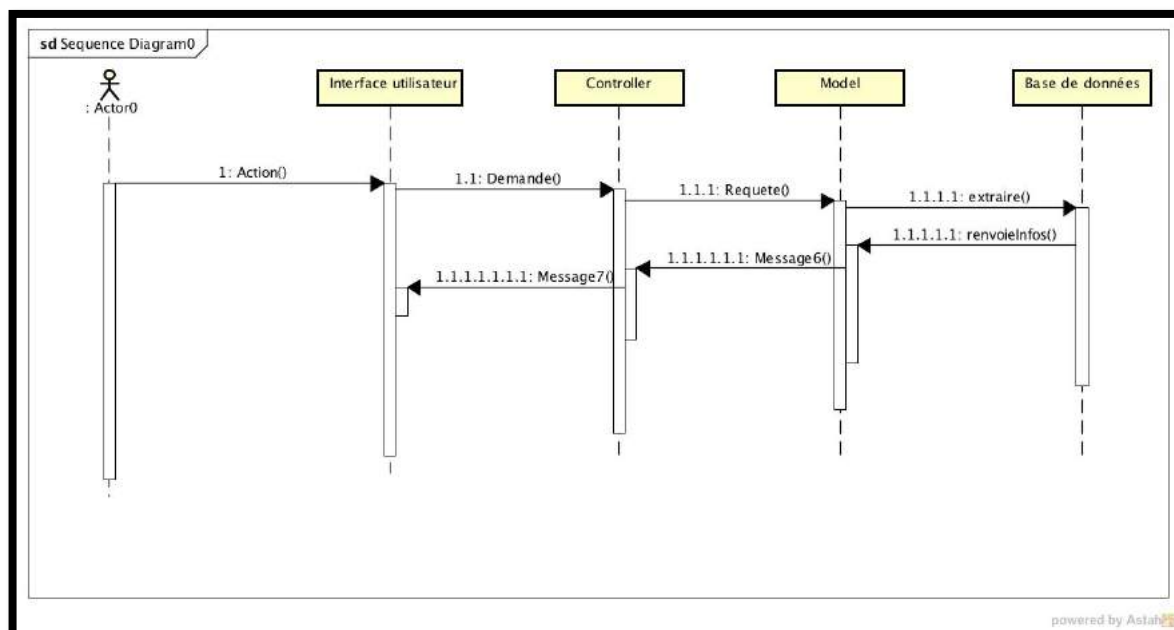 sd Sequence Diagram0
: Actor0
Interface utilisateur
Controller
Model
Base de données
1: Action()
1.1: Demande()
1.1.1: Requete()
1.1.1.1: extraire()
1.1.1.1.1: renvoieInfos()
1.1.1.1.1.1: Message6()
1.1.1.1.1.1.1: Message7()
powered by Astah